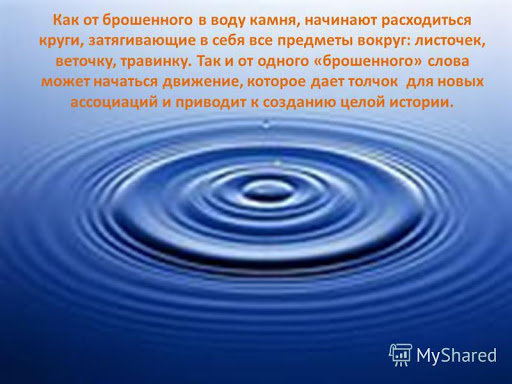 Как от брошенного в воду камня, начинают расходиться
круги, затягивающие в себя все предметы вокруг: листочек,
веточку, травинку. Так и от одного «брошенного» слова
может начаться движение, которое дает толчок для новых
ассоциаций и приводит к созданию целой истории.
MyShared